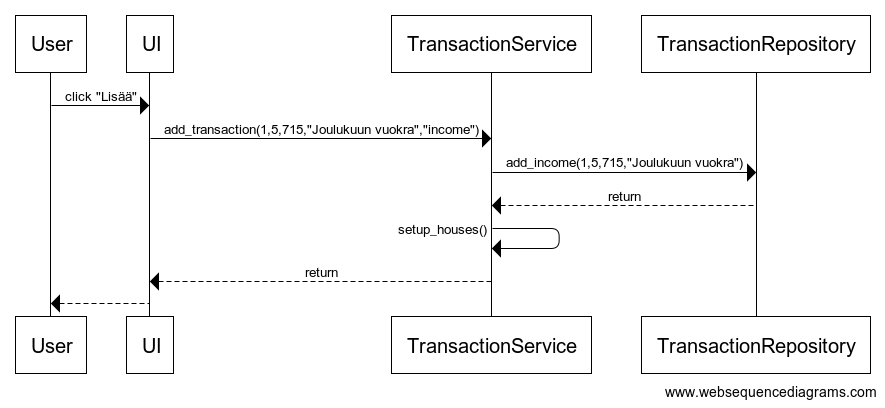 User UI TransactionService TransactionRepository
click "Lisää"
add_transaction(1,5,715,"Joulukuun vuokra","income")
add_income(1,5,715,"Joulukuun vuokra")
return
setup_houses()
return
User UI TransactionService TransactionRepository
www.websequencediagrams.com